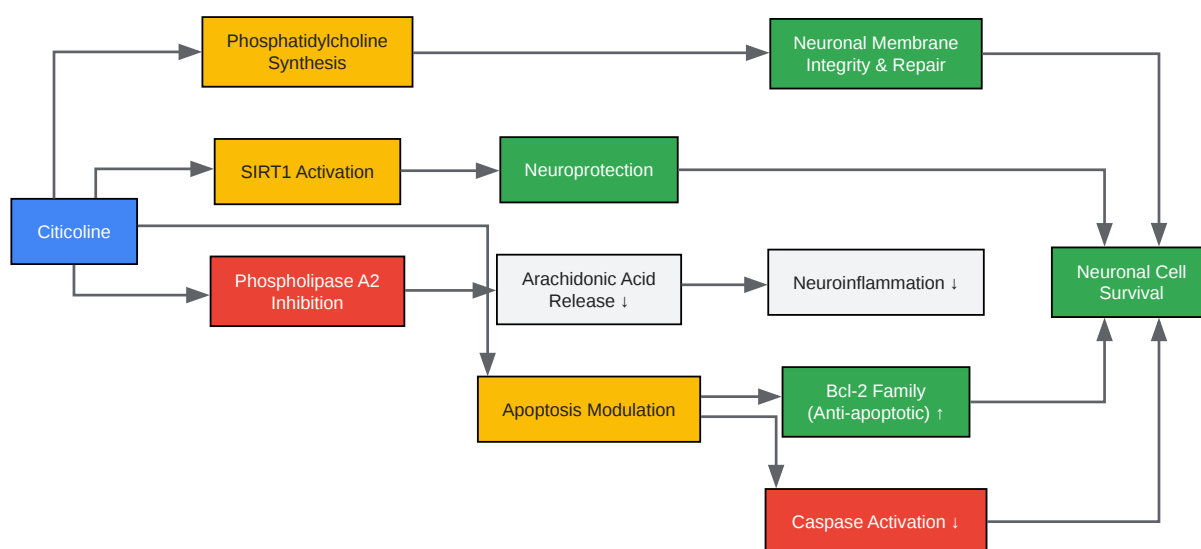 Phosphatidylcholine
Synthesis
Neuronal Membrane
Integrity & Repair
SIRT1 Activation
Neuroprotection
Citicoline
Phospholipase A2
Inhibition
Arachidonic Acid
Release ↓
Neuroinflammation ↓
Neuronal Cell
Survival
Apoptosis Modulation
Bcl-2 Family
(Anti-apoptotic) ↑
Caspase Activation ↓